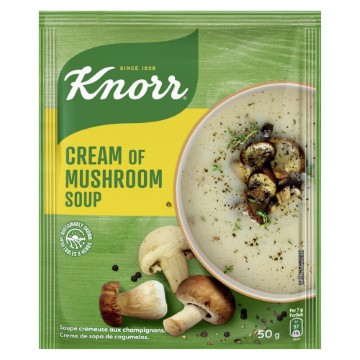 SINCE 1838
Knorr
CREAM OF
MUSHROOM
SOUP
Soupe crémeuse aux champignons.
Creme de sopa de cogumelos.
50 g